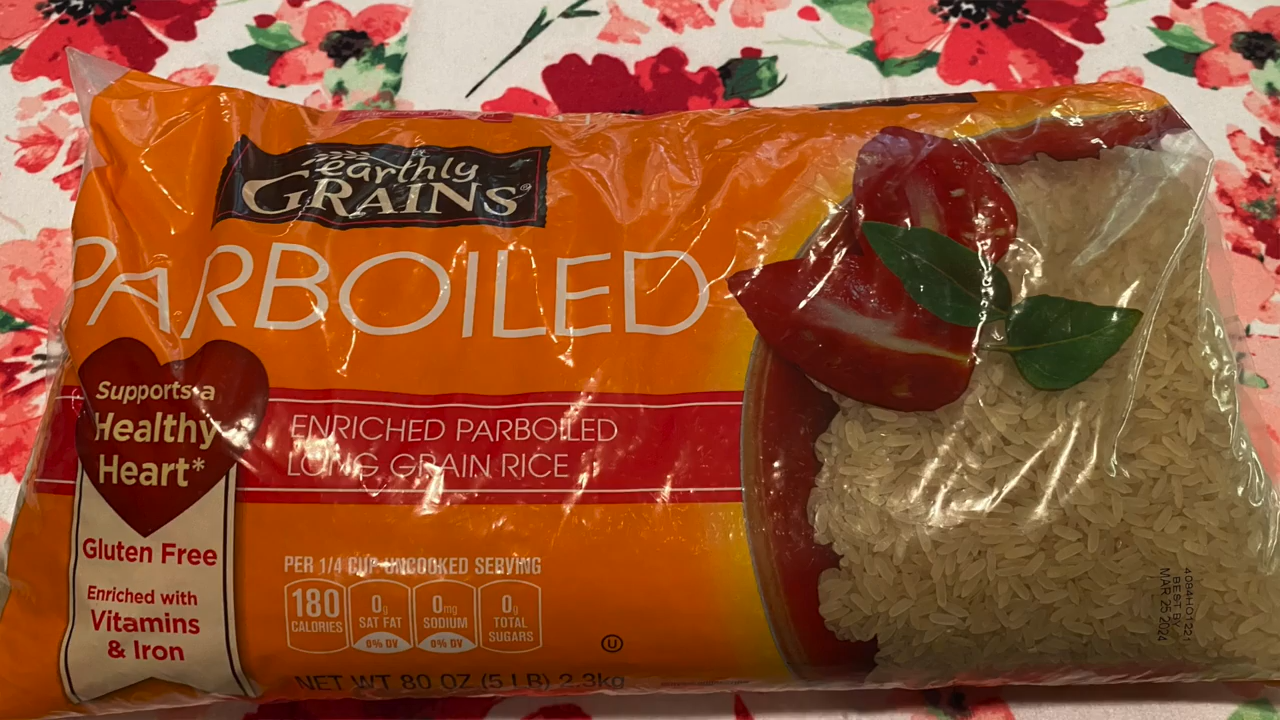 earthly
GRAINS®
PARBOILED
Supports a
Healthy
Heart*
ENRICHED PARBOILED
LONG GRAIN RICE
Gluten Free
Enriched with
Vitamins
& Iron
PER 1/4 CUP UNCOOKED SERVING
180
CALORIES
0g
SAT FAT
0% DV
0mg
SODIUM
0% DV
0g
TOTAL
SUGARS
U
NET WT 80 OZ (5 LB) 2.3kg
4084H01221
BEST BY
MAR 25 2024